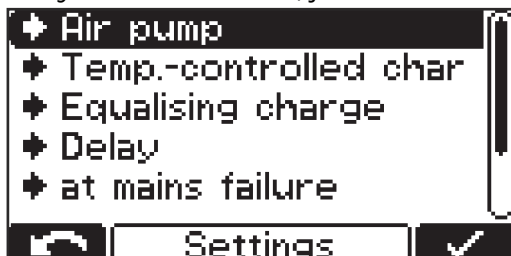 Air pump
Temp.-controlled char
Equalising charge
Delay
at mains failure
Settings